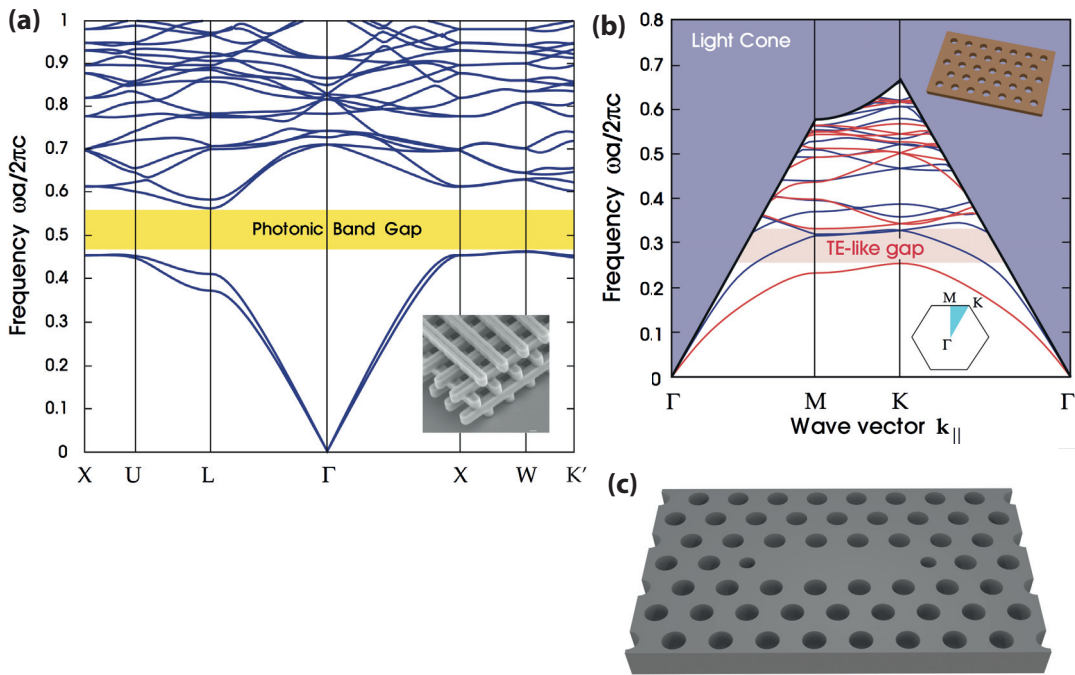 (a)
Frequency ωa/2πc
1
0.9
0.8
0.7
0.6
0.5
0.4
0.3
0.2
0.1
0
Photonic Band Gap
X U L Γ X W K′
(b)
Frequency ωa/2πc
0.8
0.7
0.6
0.5
0.4
0.3
0.2
0.1
0
Light Cone
TE-like gap
M K
Γ
Γ M K Γ
Wave vector k||
(c)